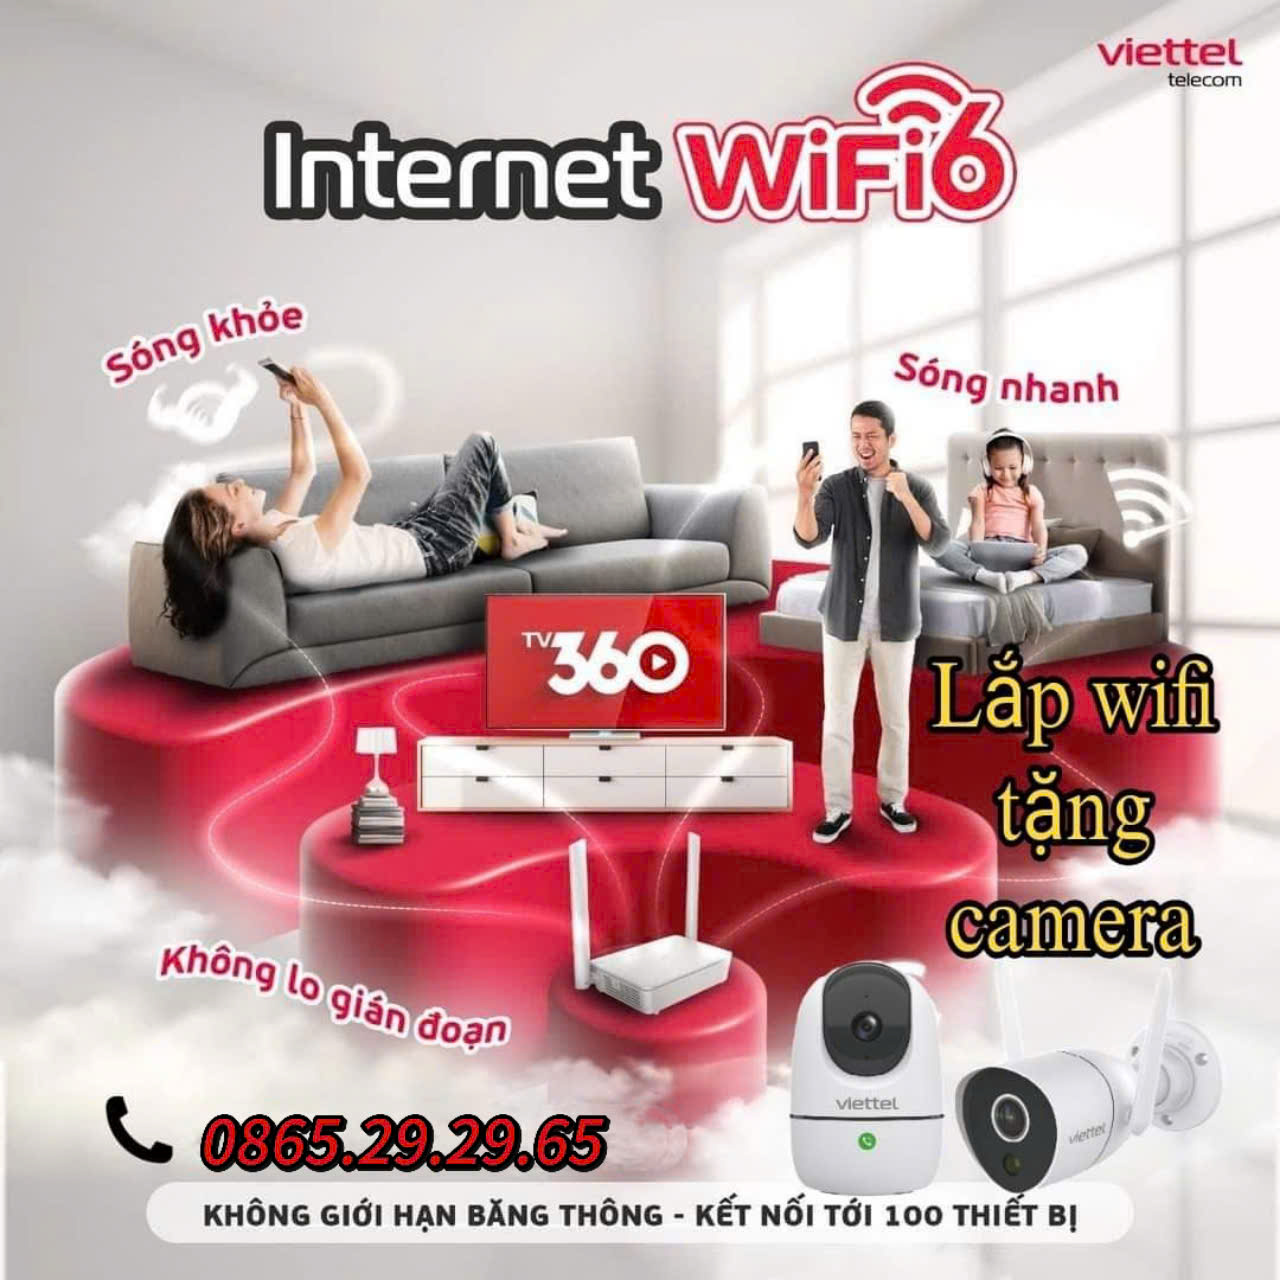 viettel
telecom
Internet WiFi6
Sóng khỏe
Sóng nhanh
TV360
Lắp wifi
tặng
camera
Không lo gián đoạn
viettel
viettel
0865.29.29.65
KHÔNG GIỚI HẠN BĂNG THÔNG - KẾT NỐI TỚI 100 THIẾT BỊ